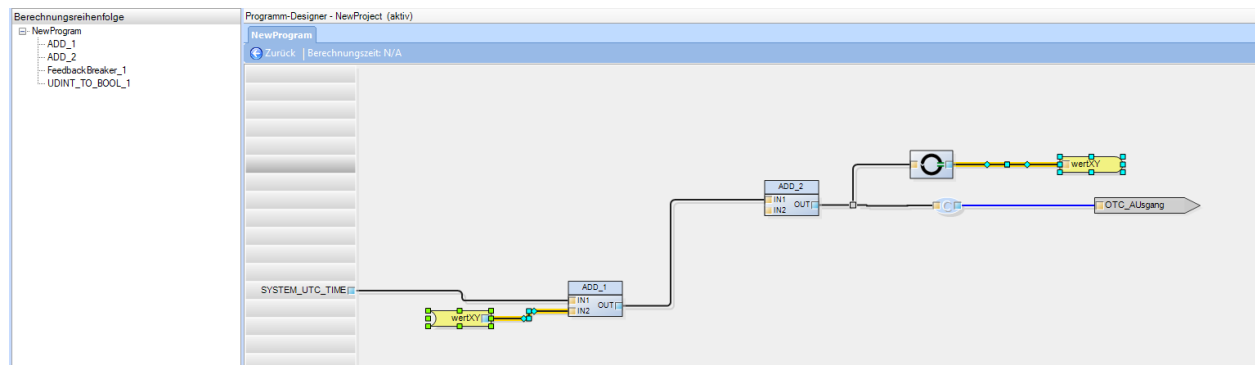 Berechnungsreihenfolge
NewProgram
ADD_1
ADD_2
FeedbackBreaker_1
UDINT_TO_BOOL_1
Programm-Designer - NewProject (aktiv)
NewProgram
Zurück | Berechnungszeit: N/A
wertXY
ADD_2
IN1
OUT
IN2
OTC_AUsgang
SYSTEM_UTC_TIME
ADD_1
IN1
OUT
IN2
wertXY